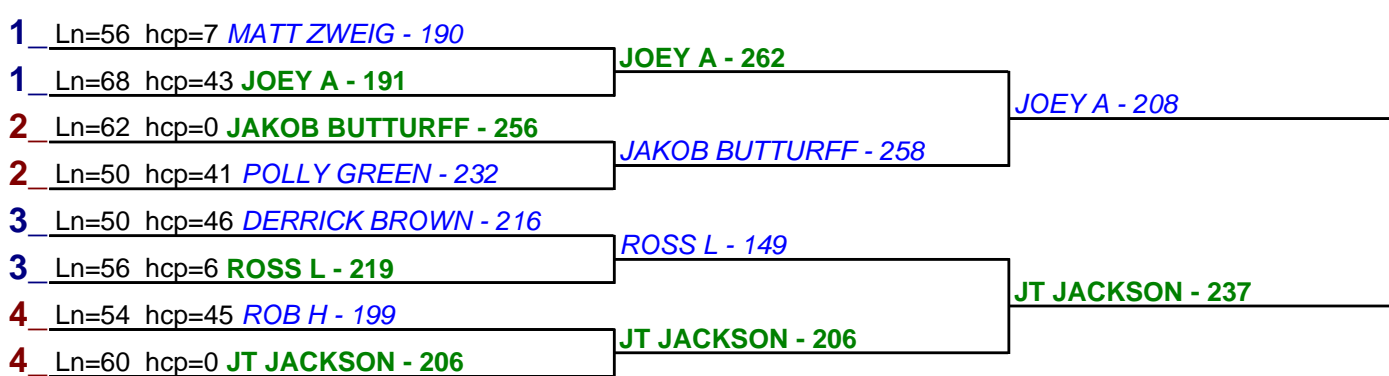 1_ Ln=56 hcp=7 MATT ZWEIG - 190
1_ Ln=68 hcp=43 JOEY A - 191
2_ Ln=62 hcp=0 JAKOB BUTTURFF - 256
2_ Ln=50 hcp=41 POLLY GREEN - 232
3_ Ln=50 hcp=46 DERRICK BROWN - 216
3_ Ln=56 hcp=6 ROSS L - 219
4_ Ln=54 hcp=45 ROB H - 199
4_ Ln=60 hcp=0 JT JACKSON - 206
JOEY A - 262
JAKOB BUTTURFF - 258
ROSS L - 149
JT JACKSON - 206
JOEY A - 208
JT JACKSON - 237